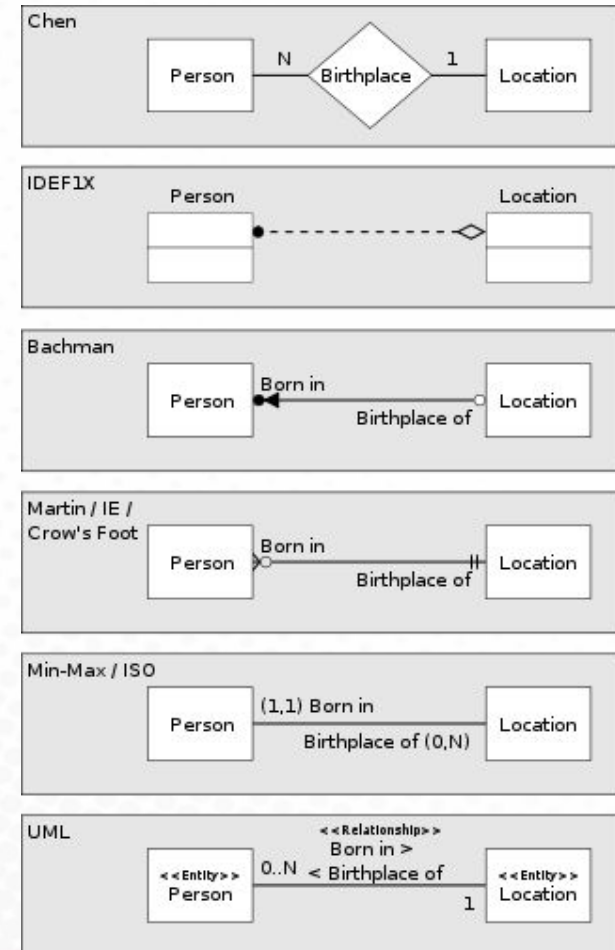 Chen
Person N Birthplace 1 Location
IDEF1X
Person Location
Bachman
Person Born in Birthplace of Location
Martin / IE /
Crow's Foot
Person Born in Birthplace of Location
Min-Max / ISO
Person (1,1) Born in Birthplace of (0,N) Location
UML
<<Relationship>>
Born in >
<<Entity>> 0..N < Birthplace of <<Entity>>
Person 1 Location